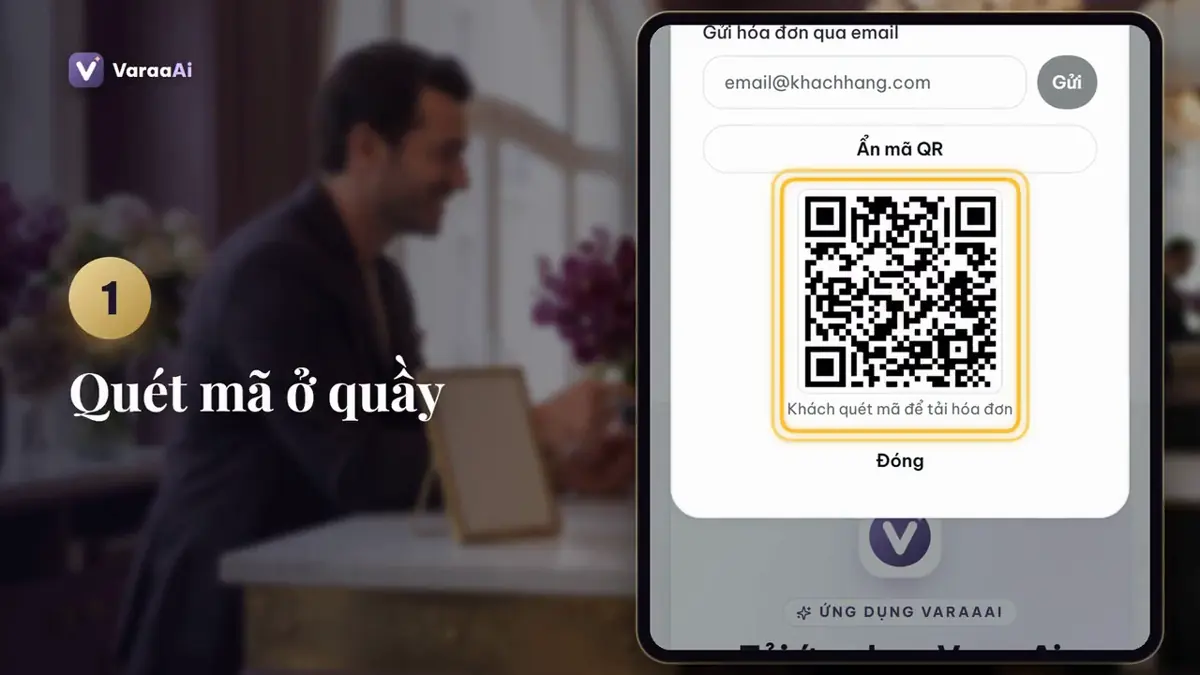 VaraaAi
1
Quét mã ở quầy
Gửi hóa đơn qua email
email@khachhang.com
Gửi
Ẩn mã QR
Khách quét mã để tải hóa đơn
Đóng
ỨNG DỤNG VARAAAI